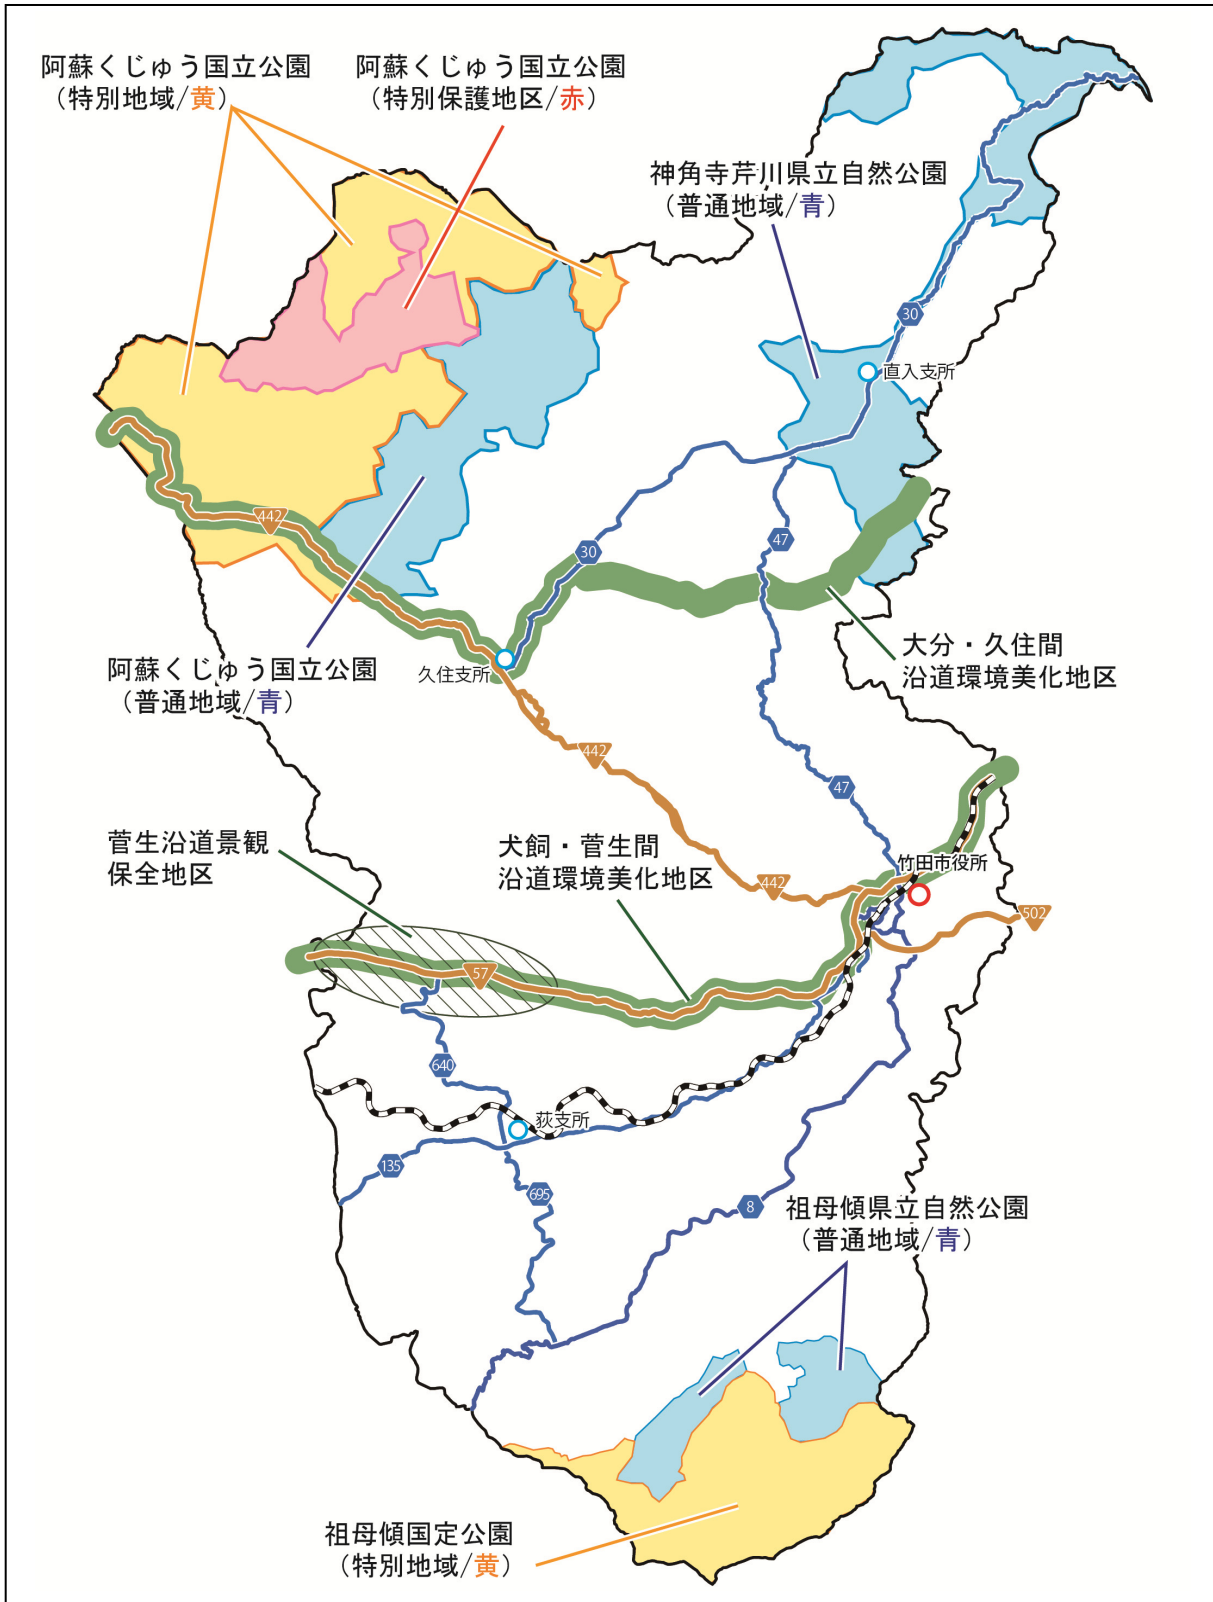 阿蘇くじゅう国立公園
（特別地域/黄）
阿蘇くじゅう国立公園
（特別保護地区/赤）
神角寺芹川県立自然公園
（普通地域/青）
30
直入支所
442
30
47
阿蘇くじゅう国立公園
（普通地域/青）
久住支所
大分・久住間
沿道環境美化地区
442
47
菅生沿道景観
保全地区
犬飼・菅生間
沿道環境美化地区
竹田市役所
442
502
57
640
荻支所
135
695
8
祖母傾県立自然公園
（普通地域/青）
祖母傾国定公園
（特別地域/黄）